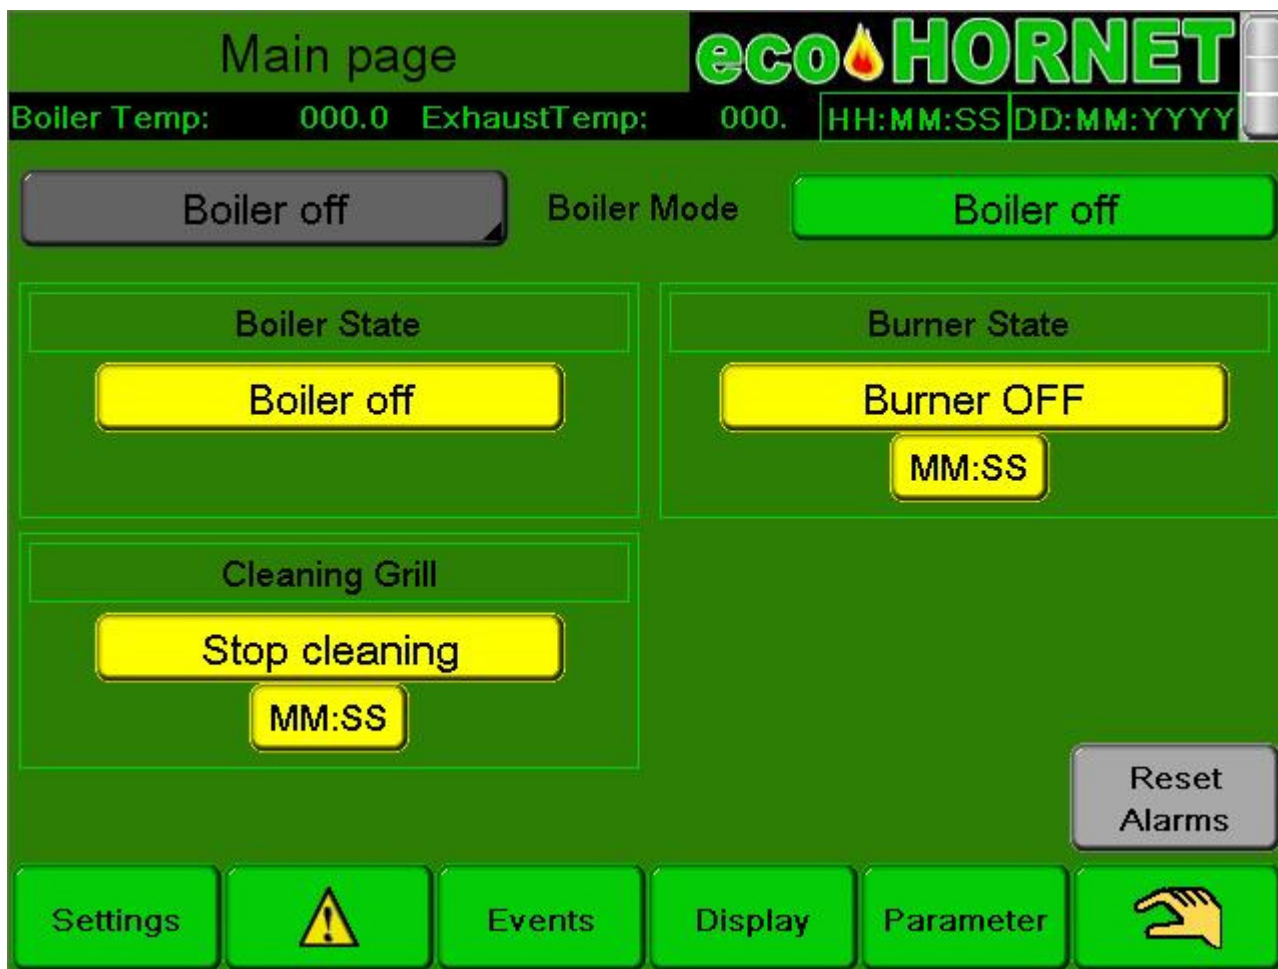 Main page
eco HORNET
Boiler Temp: 000.0 ExhaustTemp: 000. HH:MM:SS DD:MM:YYYY
Boiler off Boiler Mode Boiler off
Boiler State
Boiler off
Burner State
Burner OFF
MM:SS
Cleaning Grill
Stop cleaning
MM:SS
Reset
Alarms
Settings Events Display Parameter